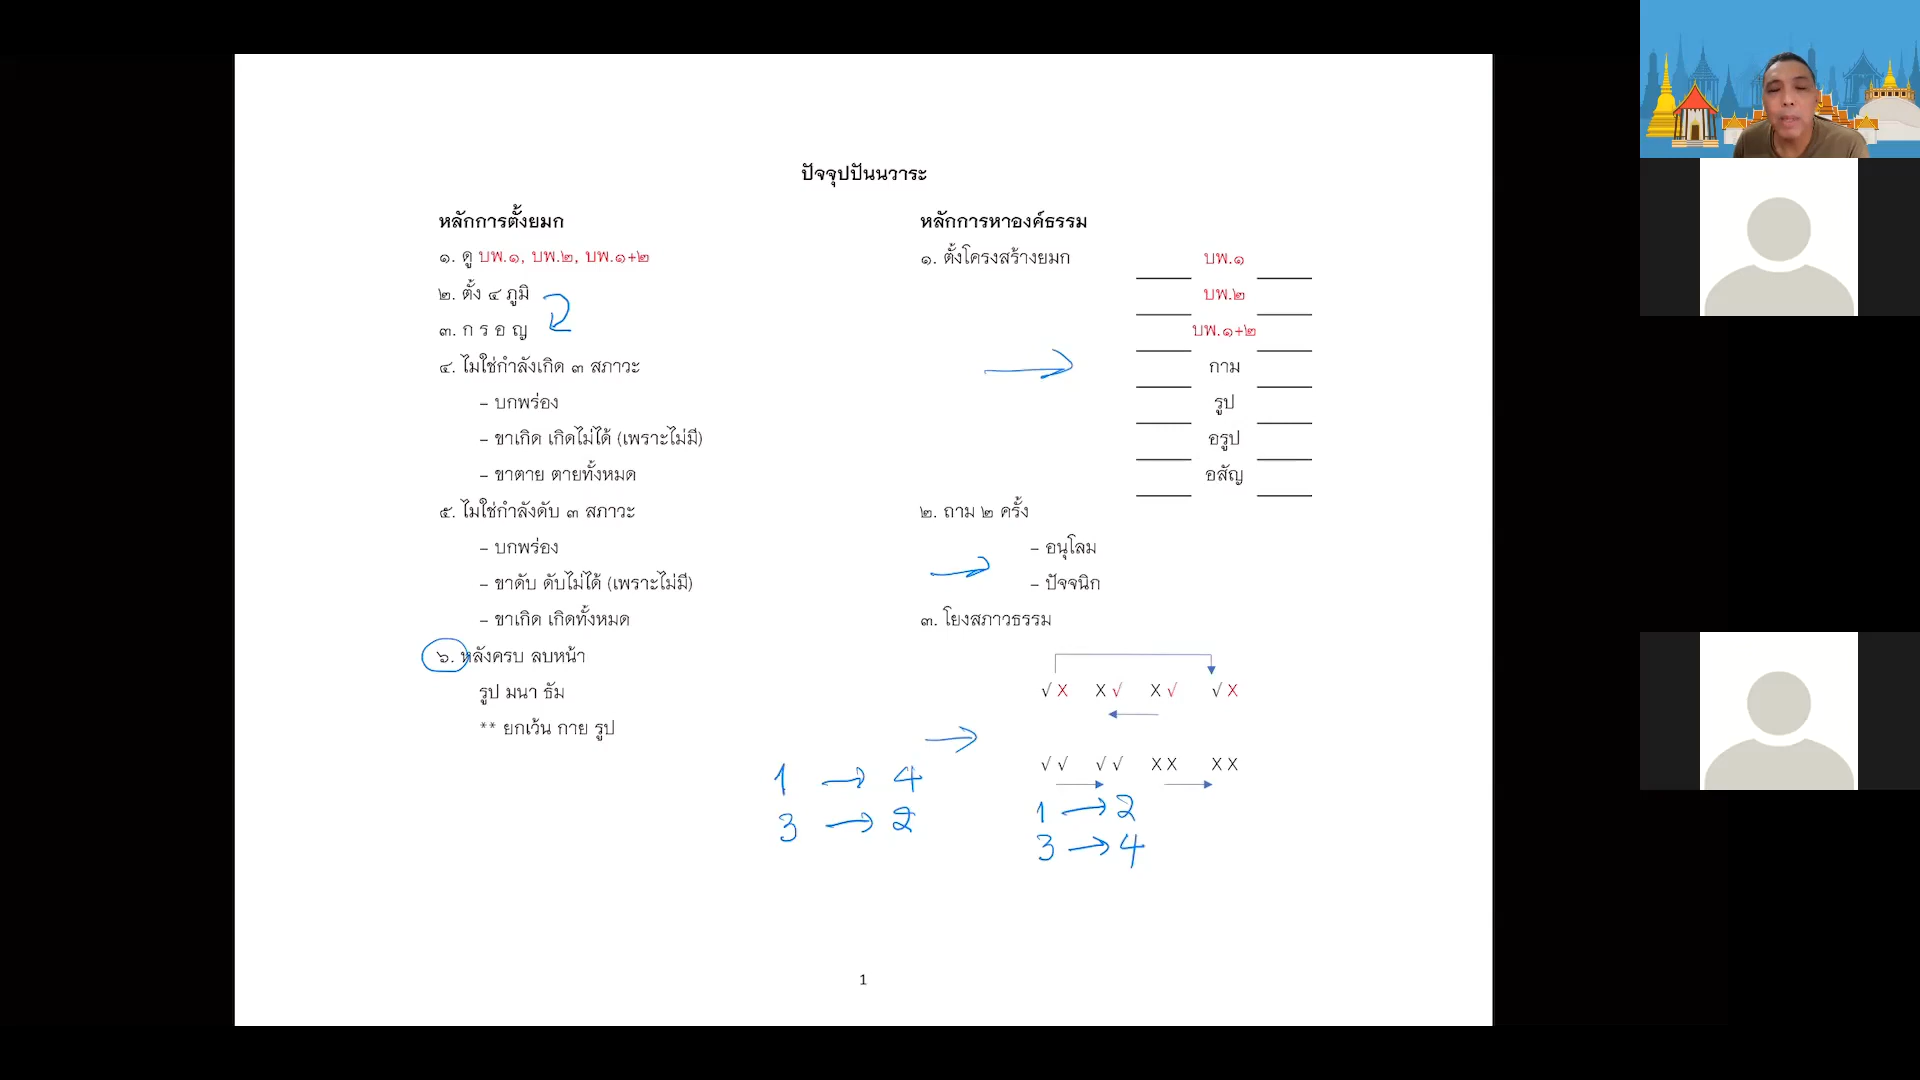 ปัจจุปปันนวาระ
หลักการตั้งยมก
๑. ดู บพ.๑, บพ.๒, บพ.๑+๒
๒. ตั้ง ๔ ภูมิ
๓. ก ร อ ญ
๔. ไม่ใช่กำลังเกิด ๓ สภาวะ
– บกพร่อง
– ขาเกิด เกิดไม่ได้ (เพราะไม่มี)
– ขาตาย ตายทั้งหมด
๕. ไม่ใช่กำลังดับ ๓ สภาวะ
– บกพร่อง
– ขาดับ ดับไม่ได้ (เพราะไม่มี)
– ขาเกิด เกิดทั้งหมด
๖. หลังครบ ลบหน้า
รูป มนา ธัม
** ยกเว้น กาย รูป
1 → 4
3 → 2
หลักการหาองค์ธรรม
๑. ตั้งโครงสร้างยมก
บพ.๑
บพ.๒
บพ.๑+๒
กาม
รูป
อรูป
อสัญ
๒. ถาม ๒ ครั้ง
– อนุโลม
– ปัจจนิก
๓. โยงสภาวธรรม
√ X X √ X √ √ X
√ √ √ √ X X X X
1 → 2
3 → 4
1